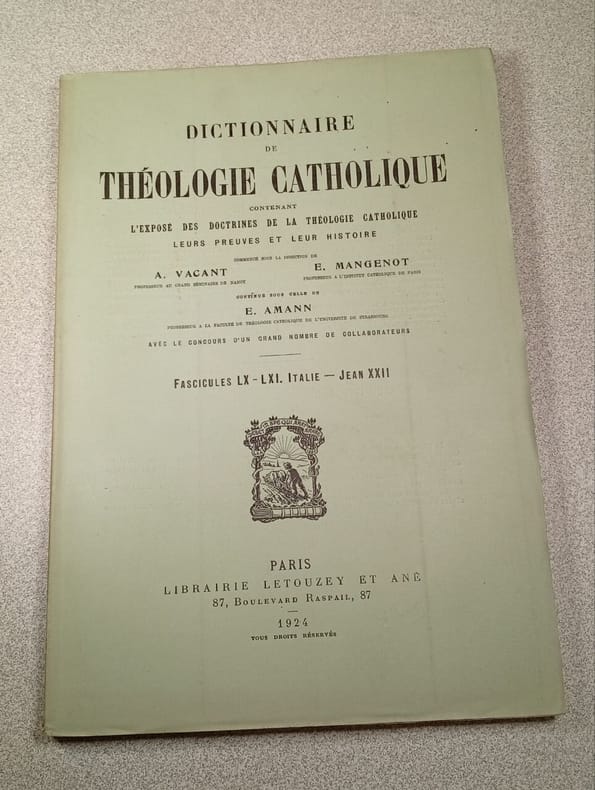 DICTIONNAIRE
DE
THÉOLOGIE CATHOLIQUE
CONTENANT
L'EXPOSÉ DES DOCTRINES DE LA THÉOLOGIE CATHOLIQUE
LEURS PREUVES ET LEUR HISTOIRE
COMMENCÉ SOUS LA DIRECTION DE
A. VACANT
PROFESSEUR AU GRAND SÉMINAIRE DE NANCY
E. MANGENOT
PROFESSEUR A L'INSTITUT CATHOLIQUE DE PARIS
CONTINUÉ SOUS CELLE DE
E. AMANN
PROFESSEUR A LA FACULTÉ DE THÉOLOGIE CATHOLIQUE DE L'UNIVERSITÉ DE STRASBOURG
AVEC LE CONCOURS D'UN GRAND NOMBRE DE COLLABORATEURS
FASCICULES LX – LXI. ITALIE — JEAN XXII
PARIS
LIBRAIRIE LETOUZEY ET ANÉ
87, BOULEVARD RASPAIL, 87
1924
TOUS DROITS RÉSERVÉS